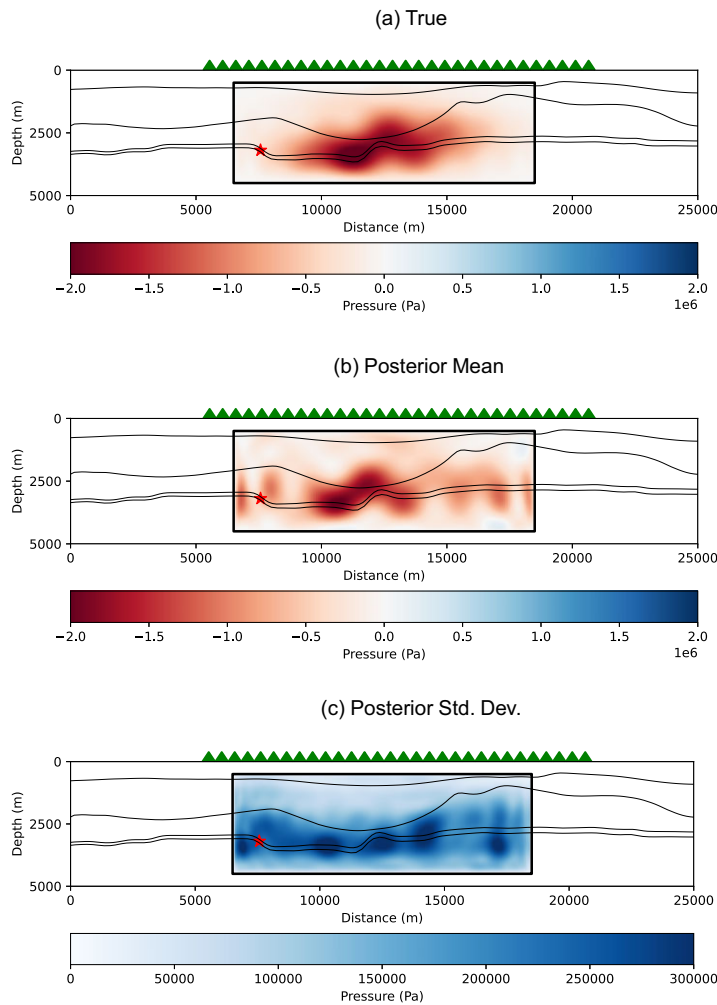 (a) True
0
2500
5000
Depth (m)
0 5000 10000 15000 20000 25000
Distance (m)
−2.0 −1.5 −1.0 −0.5 0.0 0.5 1.0 1.5 2.0
Pressure (Pa)
1e6
(b) Posterior Mean
0
2500
5000
Depth (m)
0 5000 10000 15000 20000 25000
Distance (m)
−2.0 −1.5 −1.0 −0.5 0.0 0.5 1.0 1.5 2.0
Pressure (Pa)
1e6
(c) Posterior Std. Dev.
0
2500
5000
Depth (m)
0 5000 10000 15000 20000 25000
Distance (m)
0 50000 100000 150000 200000 250000 300000
Pressure (Pa)